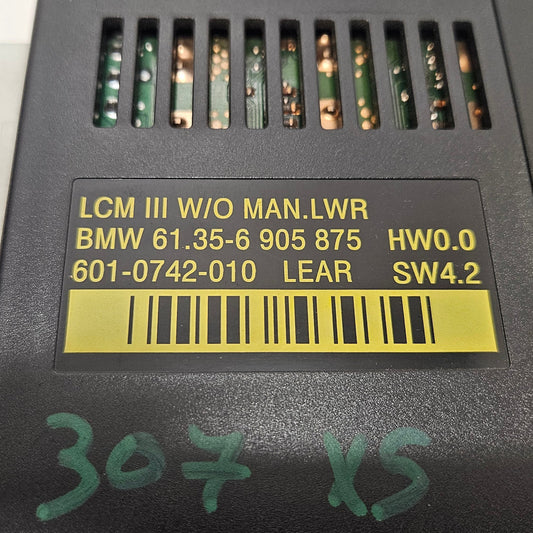 LCM III W/O MAN.LWR
BMW 61.35-6 905 875 HW0.0
601-0742-010 LEAR SW4.2
307 XS